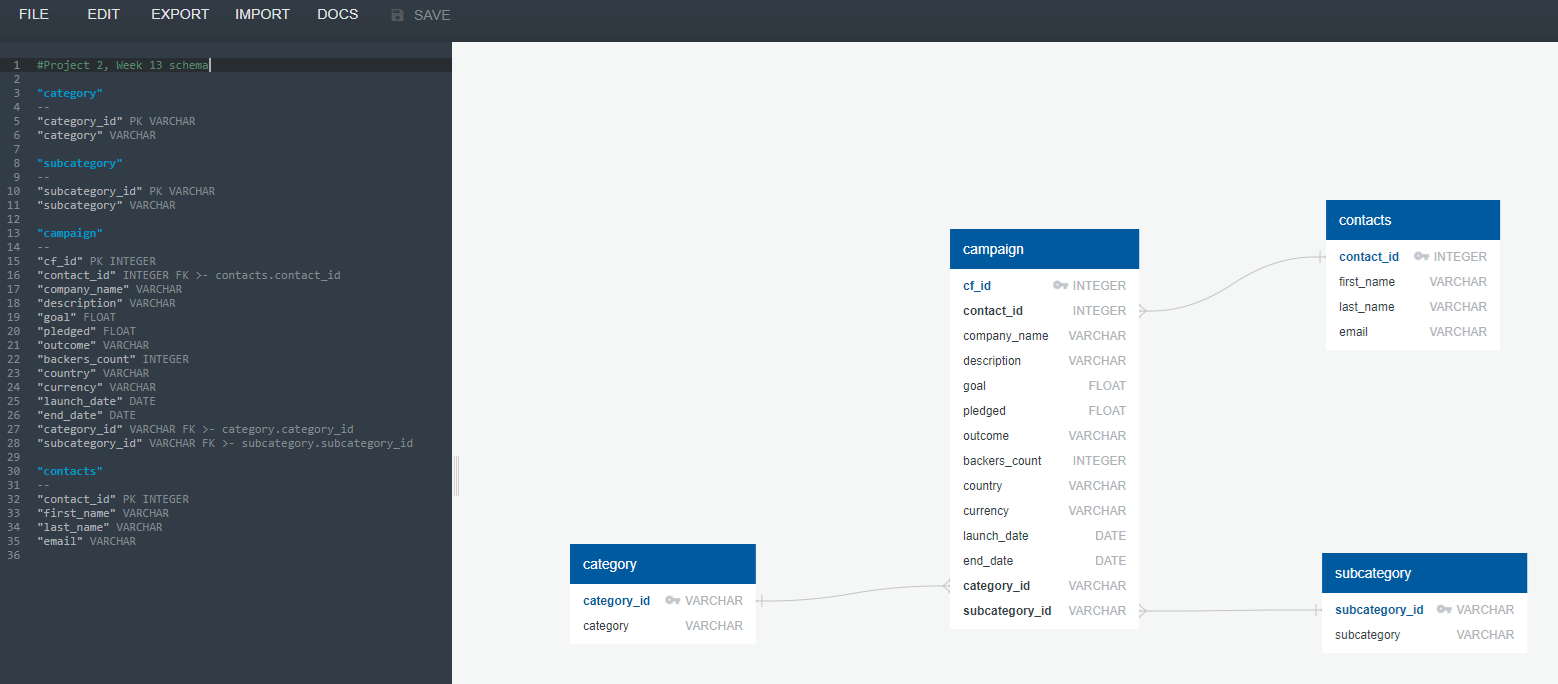 FILE EDIT EXPORT IMPORT DOCS SAVE
1 #Project 2, Week 13 schema
2
3 "category"
4 --
5 "category_id" PK VARCHAR
6 "category" VARCHAR
7
8 "subcategory"
9 --
10 "subcategory_id" PK VARCHAR
11 "subcategory" VARCHAR
12
13 "campaign"
14 --
15 "cf_id" PK INTEGER
16 "contact_id" INTEGER FK >- contacts.contact_id
17 "company_name" VARCHAR
18 "description" VARCHAR
19 "goal" FLOAT
20 "pledged" FLOAT
21 "outcome" VARCHAR
22 "backers_count" INTEGER
23 "country" VARCHAR
24 "currency" VARCHAR
25 "launch_date" DATE
26 "end_date" DATE
27 "category_id" VARCHAR FK >- category.category_id
28 "subcategory_id" VARCHAR FK >- subcategory.subcategory_id
29
30 "contacts"
31 --
32 "contact_id" PK INTEGER
33 "first_name" VARCHAR
34 "last_name" VARCHAR
35 "email" VARCHAR
36
category
category_id VARCHAR
category VARCHAR
campaign
cf_id INTEGER
contact_id INTEGER
company_name VARCHAR
description VARCHAR
goal FLOAT
pledged FLOAT
outcome VARCHAR
backers_count INTEGER
country VARCHAR
currency VARCHAR
launch_date DATE
end_date DATE
category_id VARCHAR
subcategory_id VARCHAR
contacts
contact_id INTEGER
first_name VARCHAR
last_name VARCHAR
email VARCHAR
subcategory
subcategory_id VARCHAR
subcategory VARCHAR